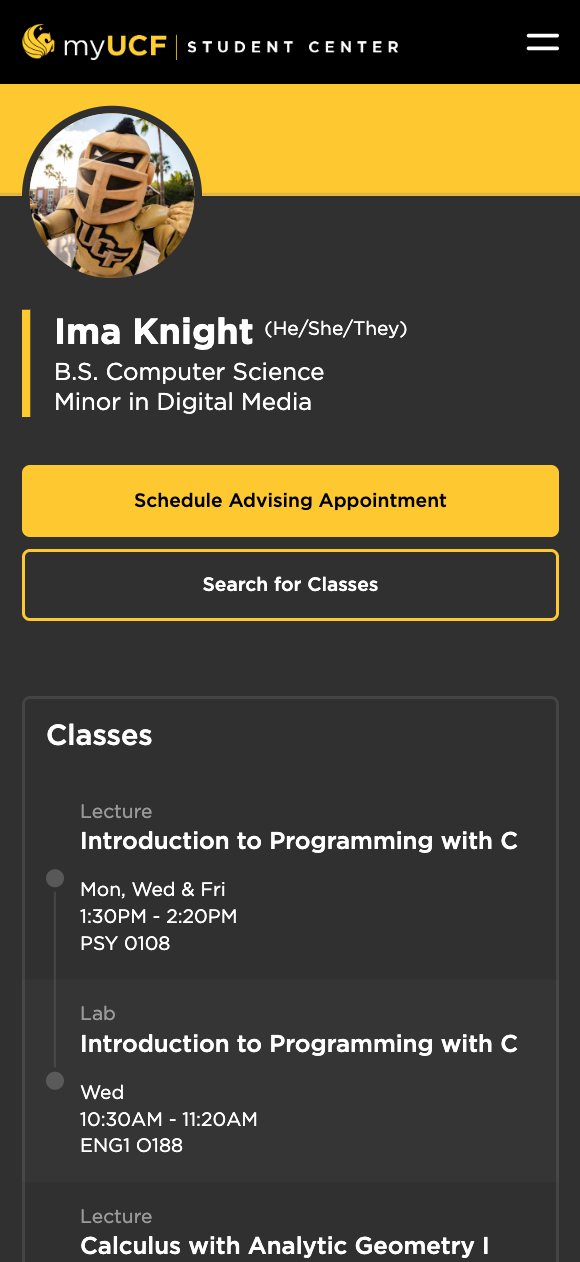 myUCF STUDENT CENTER
UCF
Ima Knight (He/She/They)
B.S. Computer Science
Minor in Digital Media
Schedule Advising Appointment
Search for Classes
Classes
Lecture
Introduction to Programming with C
Mon, Wed & Fri
1:30PM - 2:20PM
PSY 0108
Lab
Introduction to Programming with C
Wed
10:30AM - 11:20AM
ENG1 O188
Lecture
Calculus with Analytic Geometry I